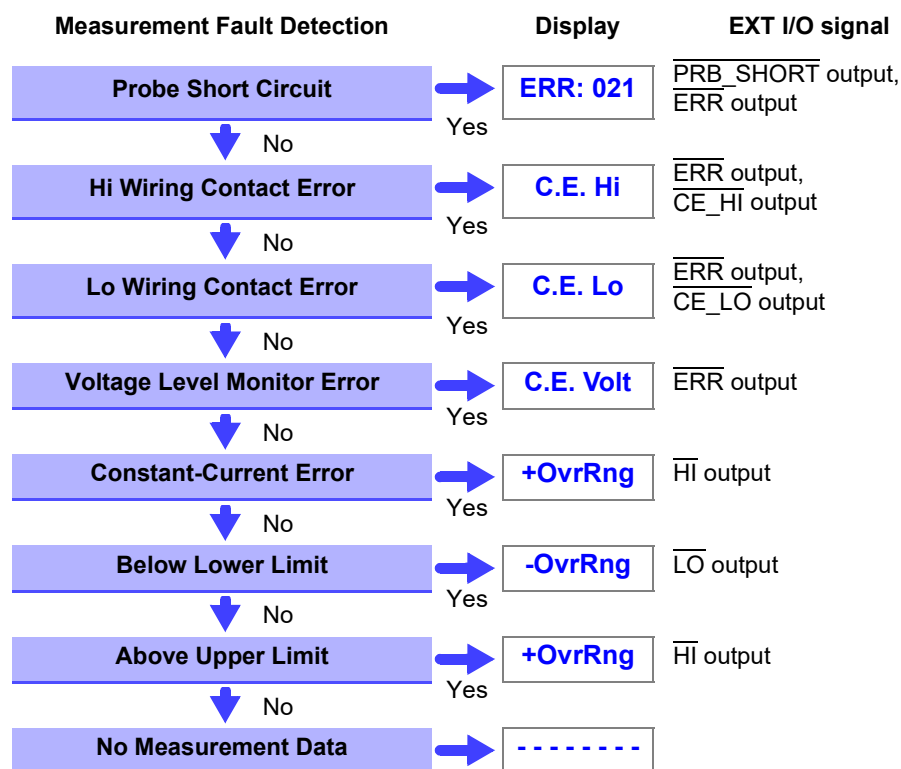 Measurement Fault Detection Display EXT I/O signal
Probe Short Circuit ERR: 021 PRB_SHORT output,
ERR output
Yes
No
Hi Wiring Contact Error C.E. Hi ERR output,
CE_HI output
Yes
No
Lo Wiring Contact Error C.E. Lo ERR output,
CE_LO output
Yes
No
Voltage Level Monitor Error C.E. Volt ERR output
Yes
No
Constant-Current Error +OvrRng HI output
Yes
No
Below Lower Limit -OvrRng LO output
Yes
No
Above Upper Limit +OvrRng HI output
Yes
No
No Measurement Data - - - - - - - -